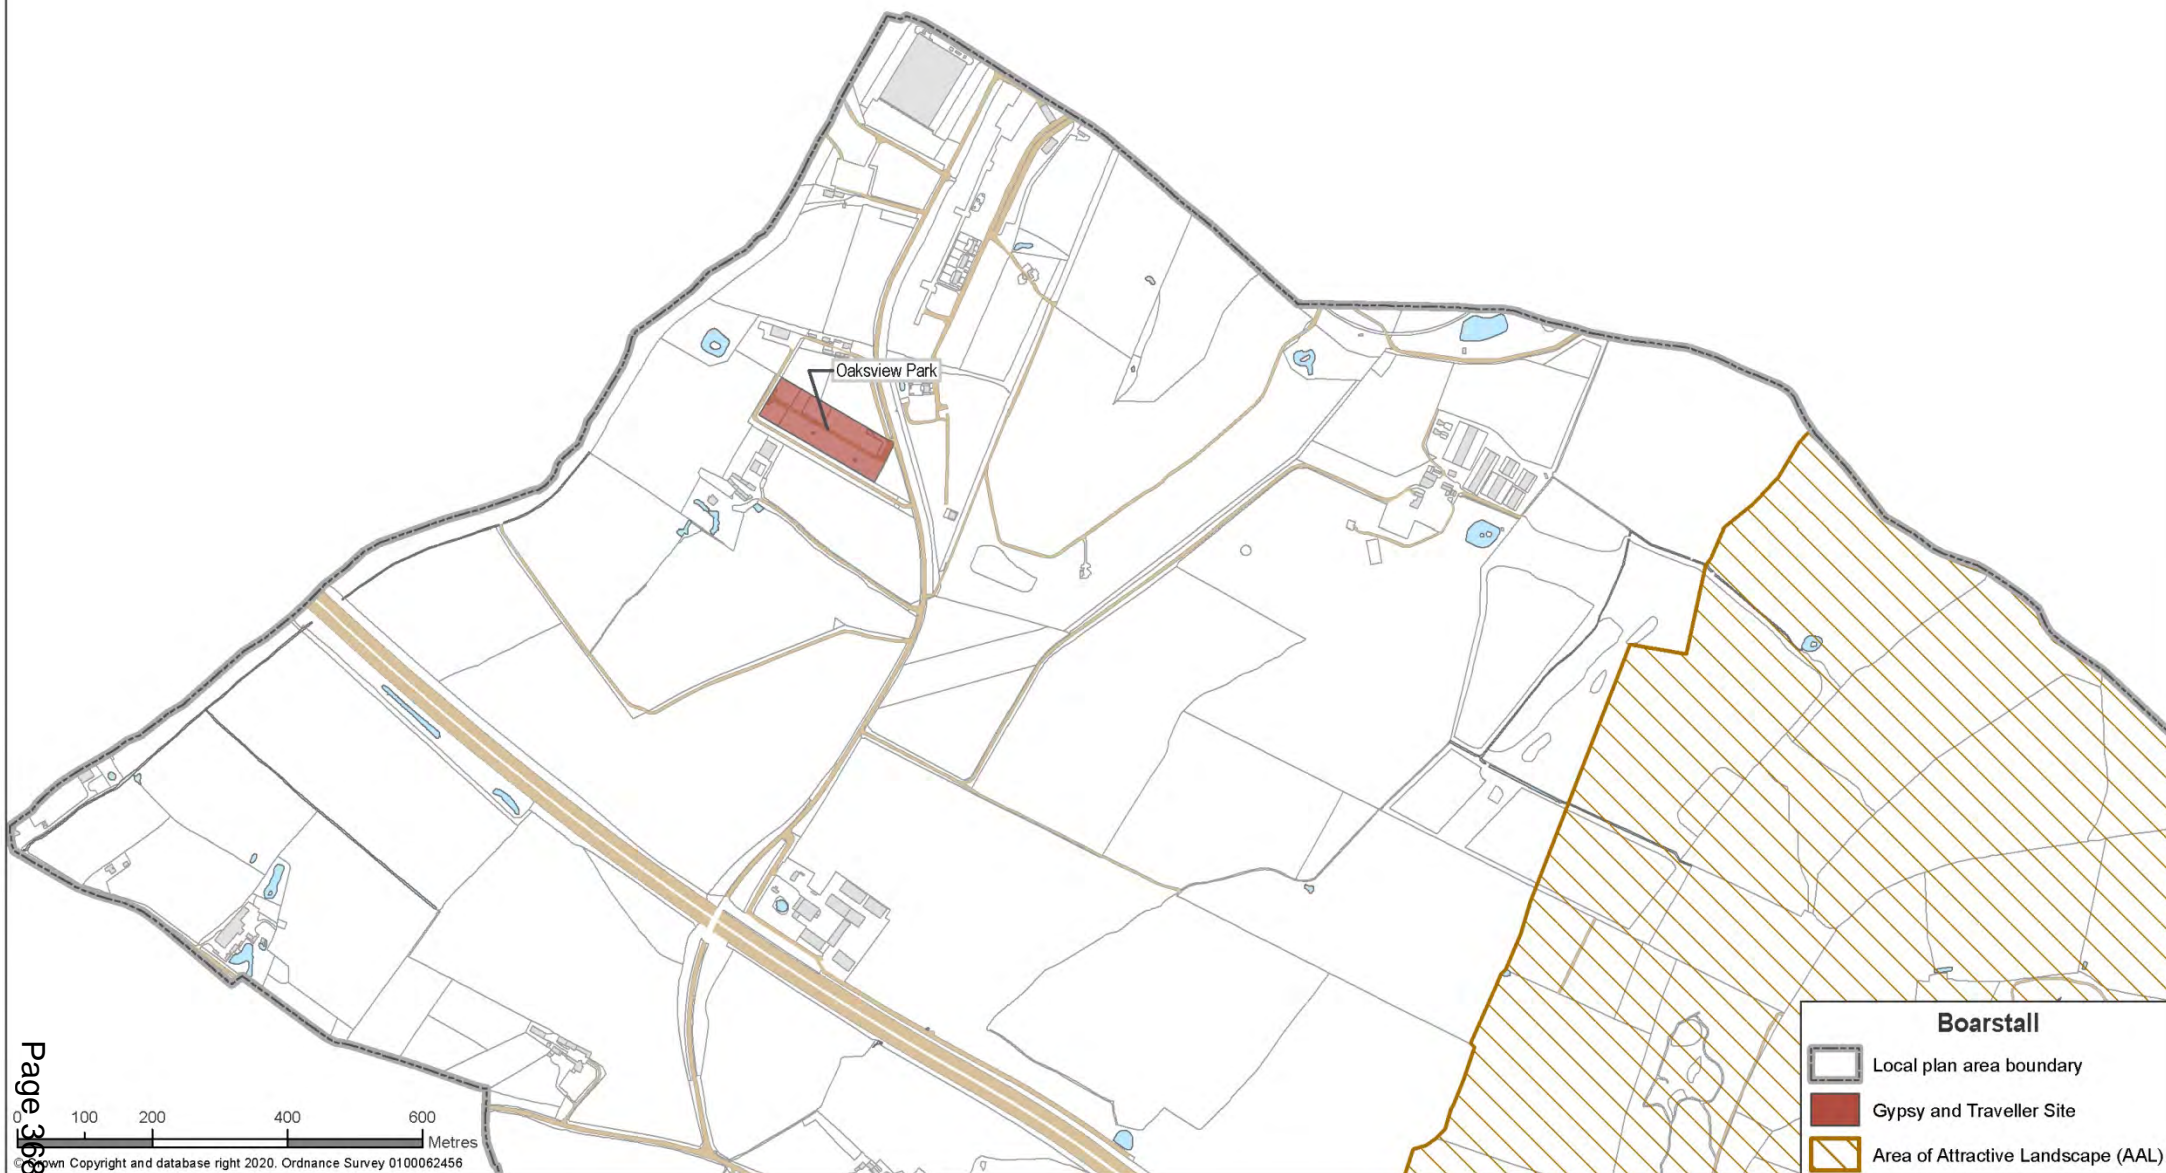 Oaksview Park
Boarstall
Local plan area boundary
Gypsy and Traveller Site
Area of Attractive Landscape (AAL)
Page 368
0 100 200 400 600
Metres
© Crown Copyright and database right 2020. Ordnance Survey 0100062456